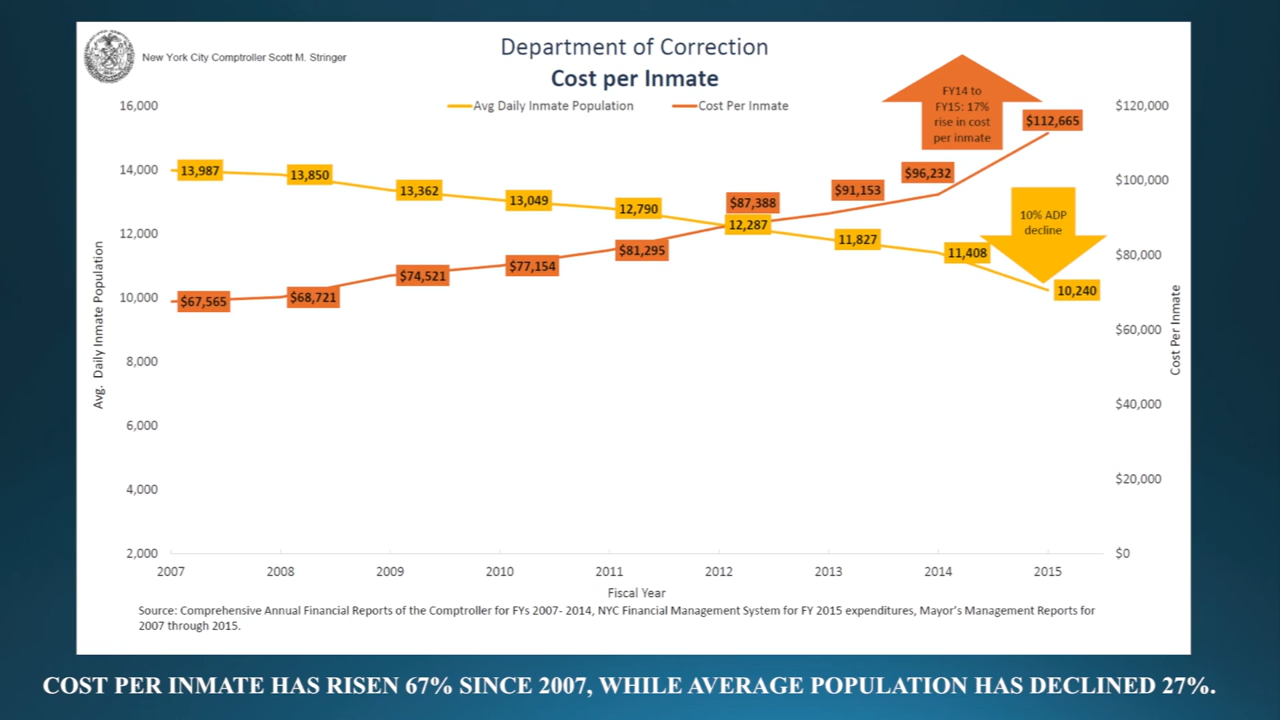 New York City Comptroller Scott M. Stringer
Department of Correction
Cost per Inmate
Avg Daily Inmate Population
Cost Per Inmate
FY14 to
FY15: 17%
rise in cost
per inmate
10% ADP
decline
16,000
14,000
12,000
10,000
8,000
6,000
4,000
2,000
Avg. Daily Inmate Population
$120,000
$100,000
$80,000
$60,000
$40,000
$20,000
$0
Cost Per Inmate
13,987
13,850
13,362
13,049
12,790
12,287
11,827
11,408
10,240
$67,565
$68,721
$74,521
$77,154
$81,295
$87,388
$91,153
$96,232
$112,665
2007 2008 2009 2010 2011 2012 2013 2014 2015
Fiscal Year
Source: Comprehensive Annual Financial Reports of the Comptroller for FYs 2007- 2014, NYC Financial Management System for FY 2015 expenditures, Mayor's Management Reports for
2007 through 2015.
COST PER INMATE HAS RISEN 67% SINCE 2007, WHILE AVERAGE POPULATION HAS DECLINED 27%.